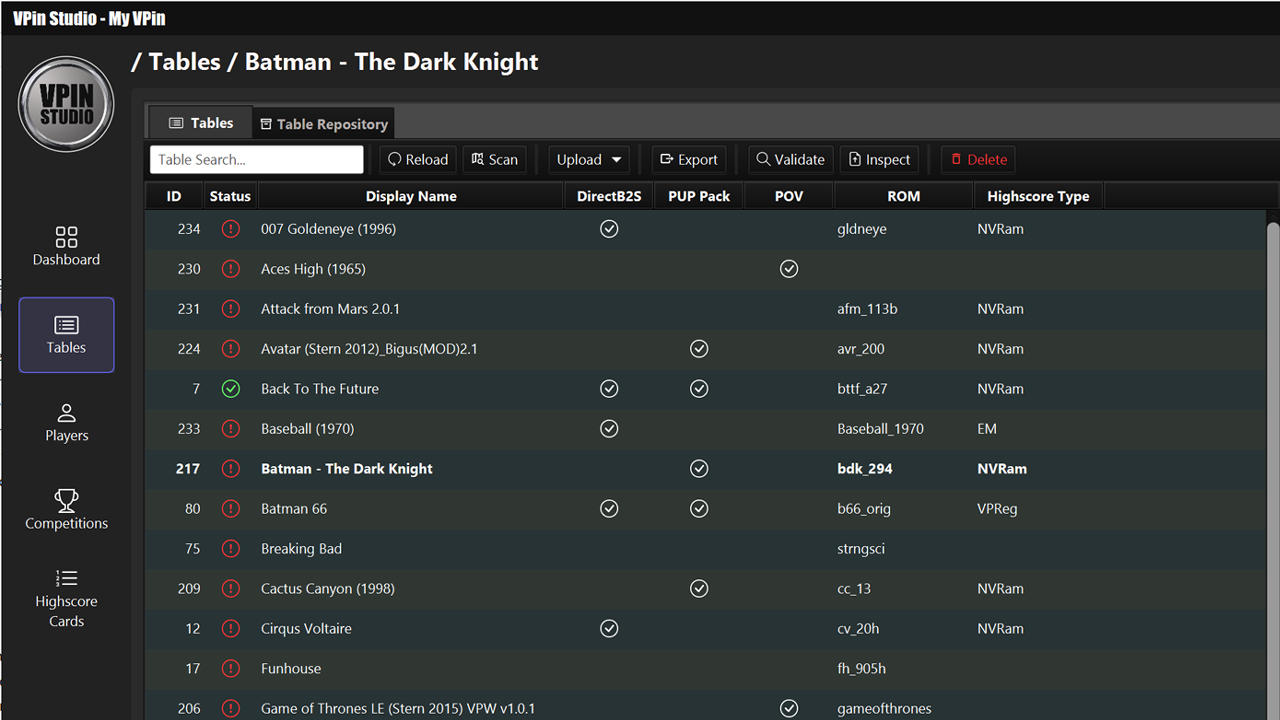 VPin Studio - My VPin
VPIN
STUDIO
/ Tables / Batman - The Dark Knight
Tables Table Repository
Table Search... Reload Scan Upload Export Validate Inspect Delete
ID Status Display Name DirectB2S PUP Pack POV ROM Highscore Type
234 007 Goldeneye (1996) gldneye NVRam
230 Aces High (1965)
231 Attack from Mars 2.0.1 afm_113b NVRam
224 Avatar (Stern 2012)_Bigus(MOD)2.1 avr_200 NVRam
7 Back To The Future bttf_a27 NVRam
233 Baseball (1970) Baseball_1970 EM
217 Batman - The Dark Knight bdk_294 NVRam
80 Batman 66 b66_orig VPReg
75 Breaking Bad strngsci
209 Cactus Canyon (1998) cc_13 NVRam
12 Cirqus Voltaire cv_20h NVRam
17 Funhouse fh_905h
206 Game of Thrones LE (Stern 2015) VPW v1.0.1 gameofthrones
Dashboard
Tables
Players
Competitions
Highscore
Cards